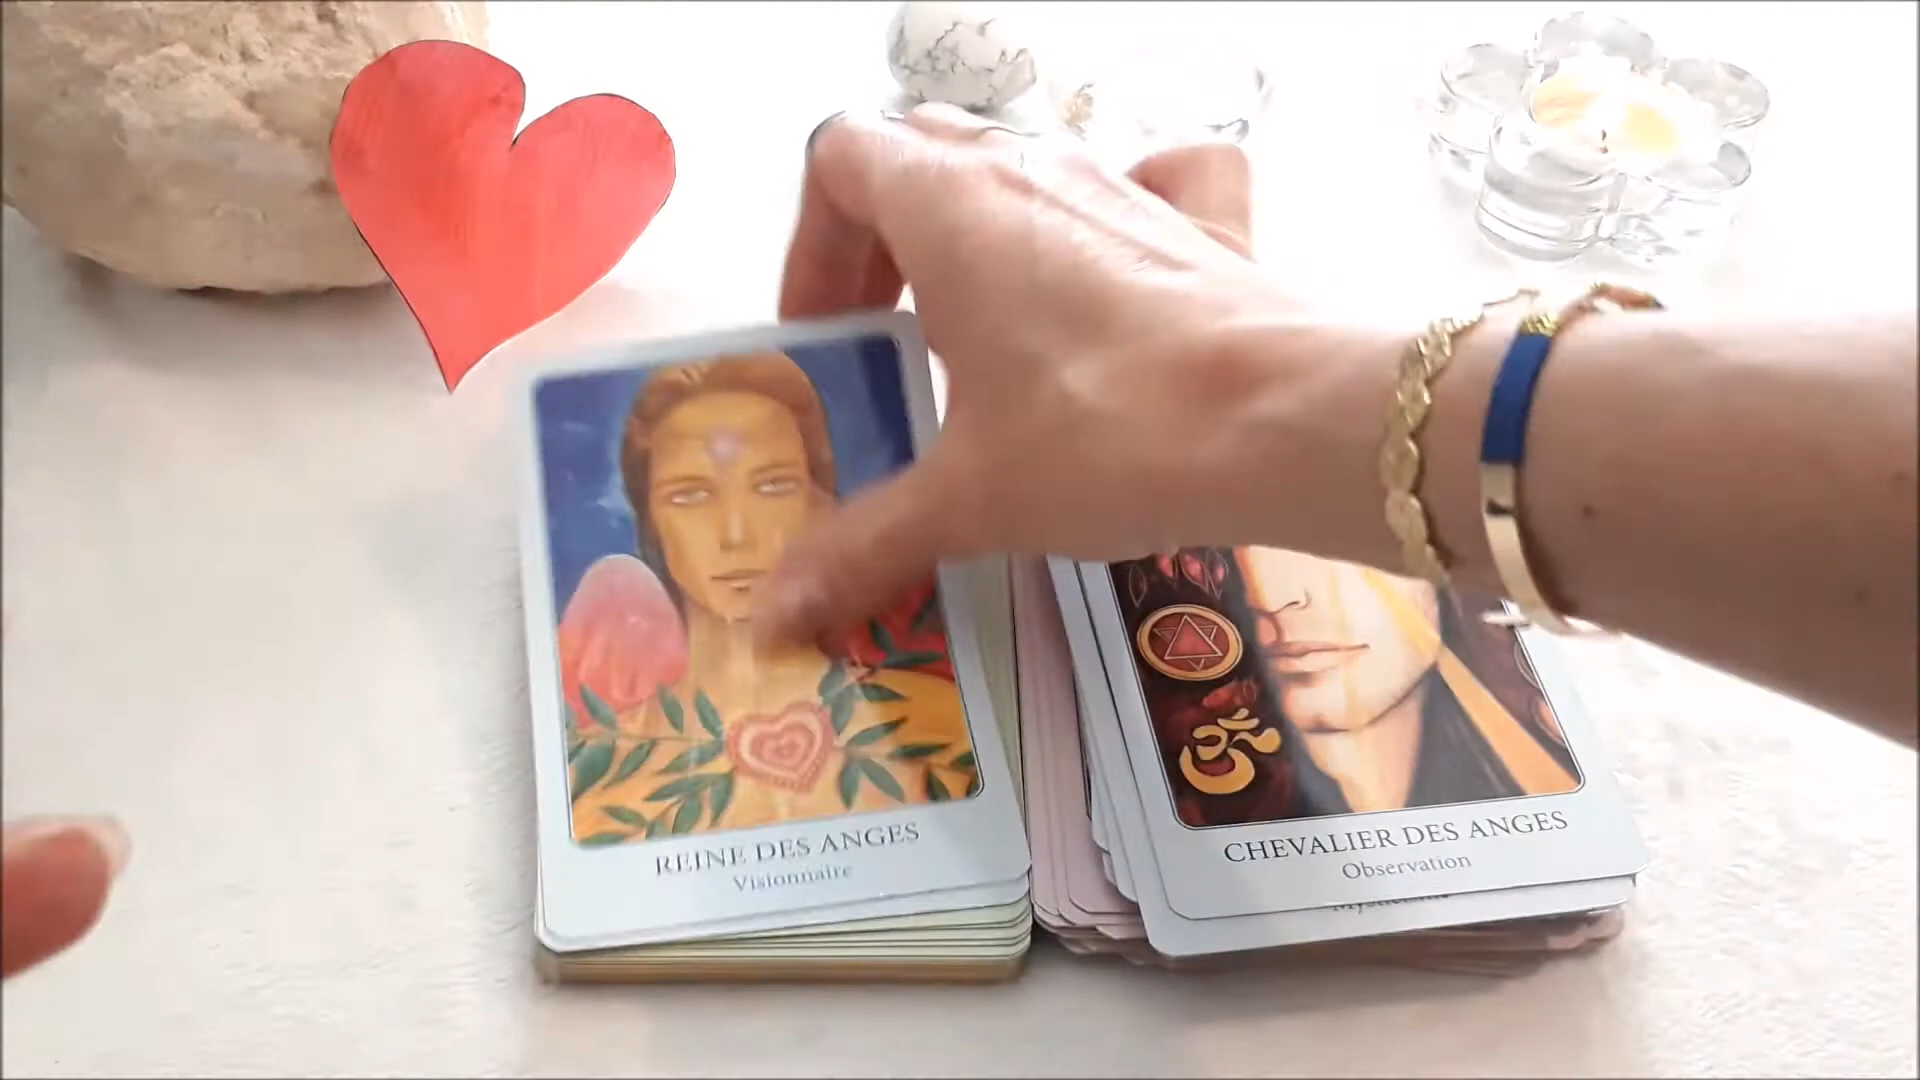 REINE DES ANGES
Visionnaire
CHEVALIER DES ANGES
Observation